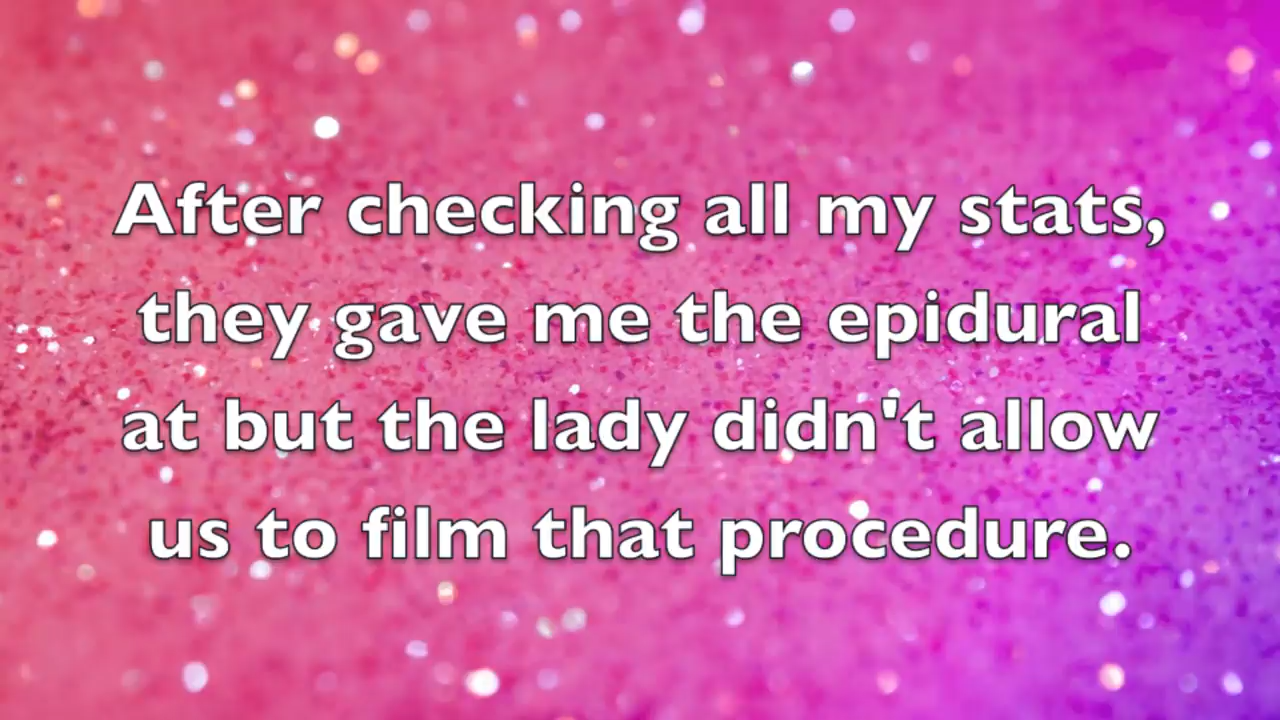 After checking all my stats,
they gave me the epidural
at but the lady didn't allow
us to film that procedure.